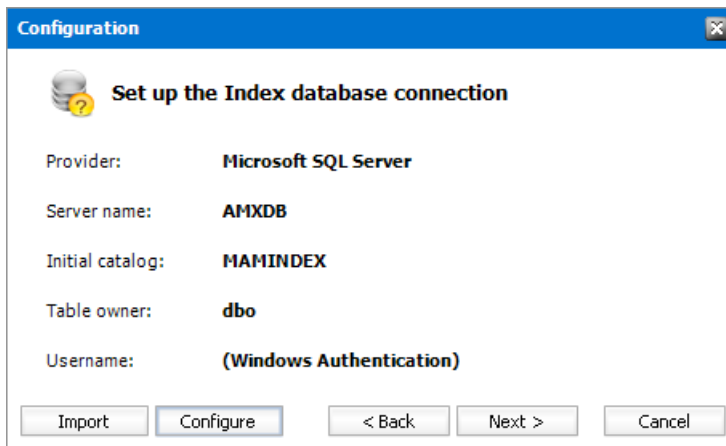 Configuration
Set up the Index database connection
Provider: Microsoft SQL Server
Server name: AMXDB
Initial catalog: MAMINDEX
Table owner: dbo
Username: (Windows Authentication)
Import Configure < Back Next > Cancel